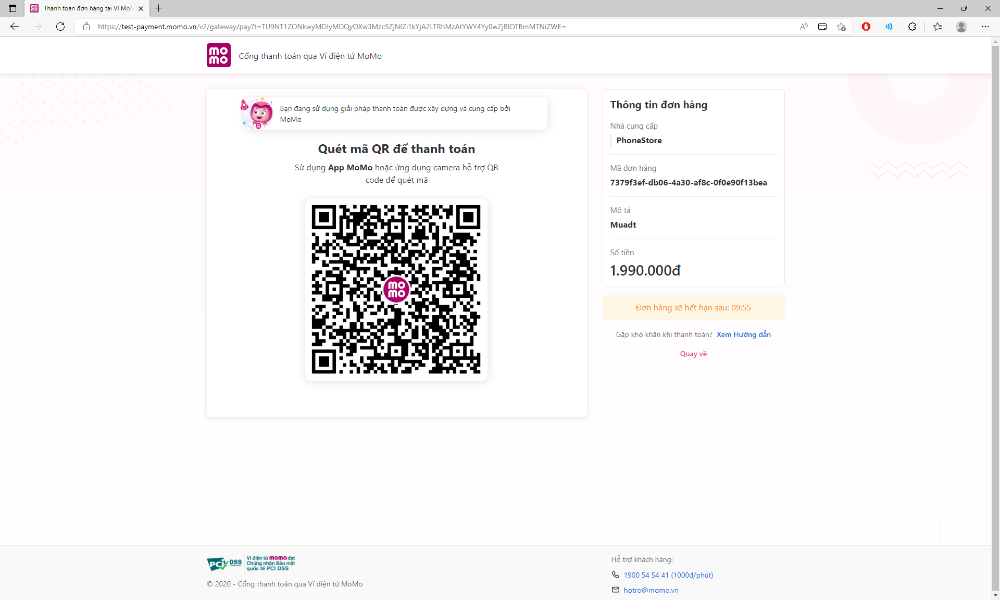 Thanh toán đơn hàng tại Ví MoM
https://test-payment.momo.vn/v2/gateway/pay?t=TU9NT1ZONkwyMDIyMDQyOXw3Mzc5ZjNlZi1kYjA2LTRhMzAtYWY4Yy0wZjBlOTBmMTNiZWE=
mo
mo
Cổng thanh toán qua Ví điện tử MoMo
Bạn đang sử dụng giải pháp thanh toán được xây dựng và cung cấp bởi
MoMo
Quét mã QR để thanh toán
Sử dụng App MoMo hoặc ứng dụng camera hỗ trợ QR
code để quét mã
mo
mo
Thông tin đơn hàng
Nhà cung cấp
PhoneStore
Mã đơn hàng
7379f3ef-db06-4a30-af8c-0f0e90f13bea
Mô tả
Muadt
Số tiền
1.990.000đ
Đơn hàng sẽ hết hạn sau: 09:55
Gặp khó khăn khi thanh toán? Xem Hướng dẫn
Quay về
PCI DSS COMPLIANT
Ví điện tử momo đạt
Chứng nhận Bảo mật
quốc tế PCI DSS
© 2020 - Cổng thanh toán qua Ví điện tử MoMo
Hỗ trợ khách hàng:
1900 54 54 41 (1000đ/phút)
hotro@momo.vn